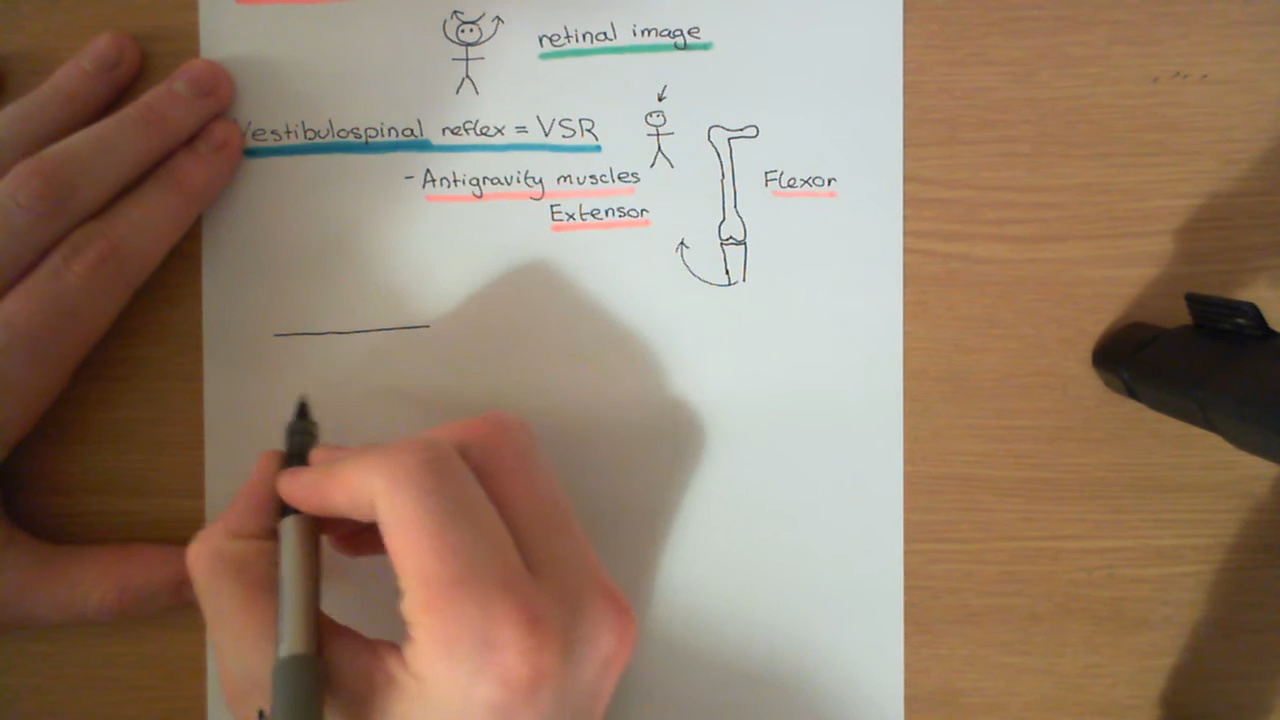 retinal image
Vestibulospinal reflex = VSR
- Antigravity muscles
Flexor
Extensor